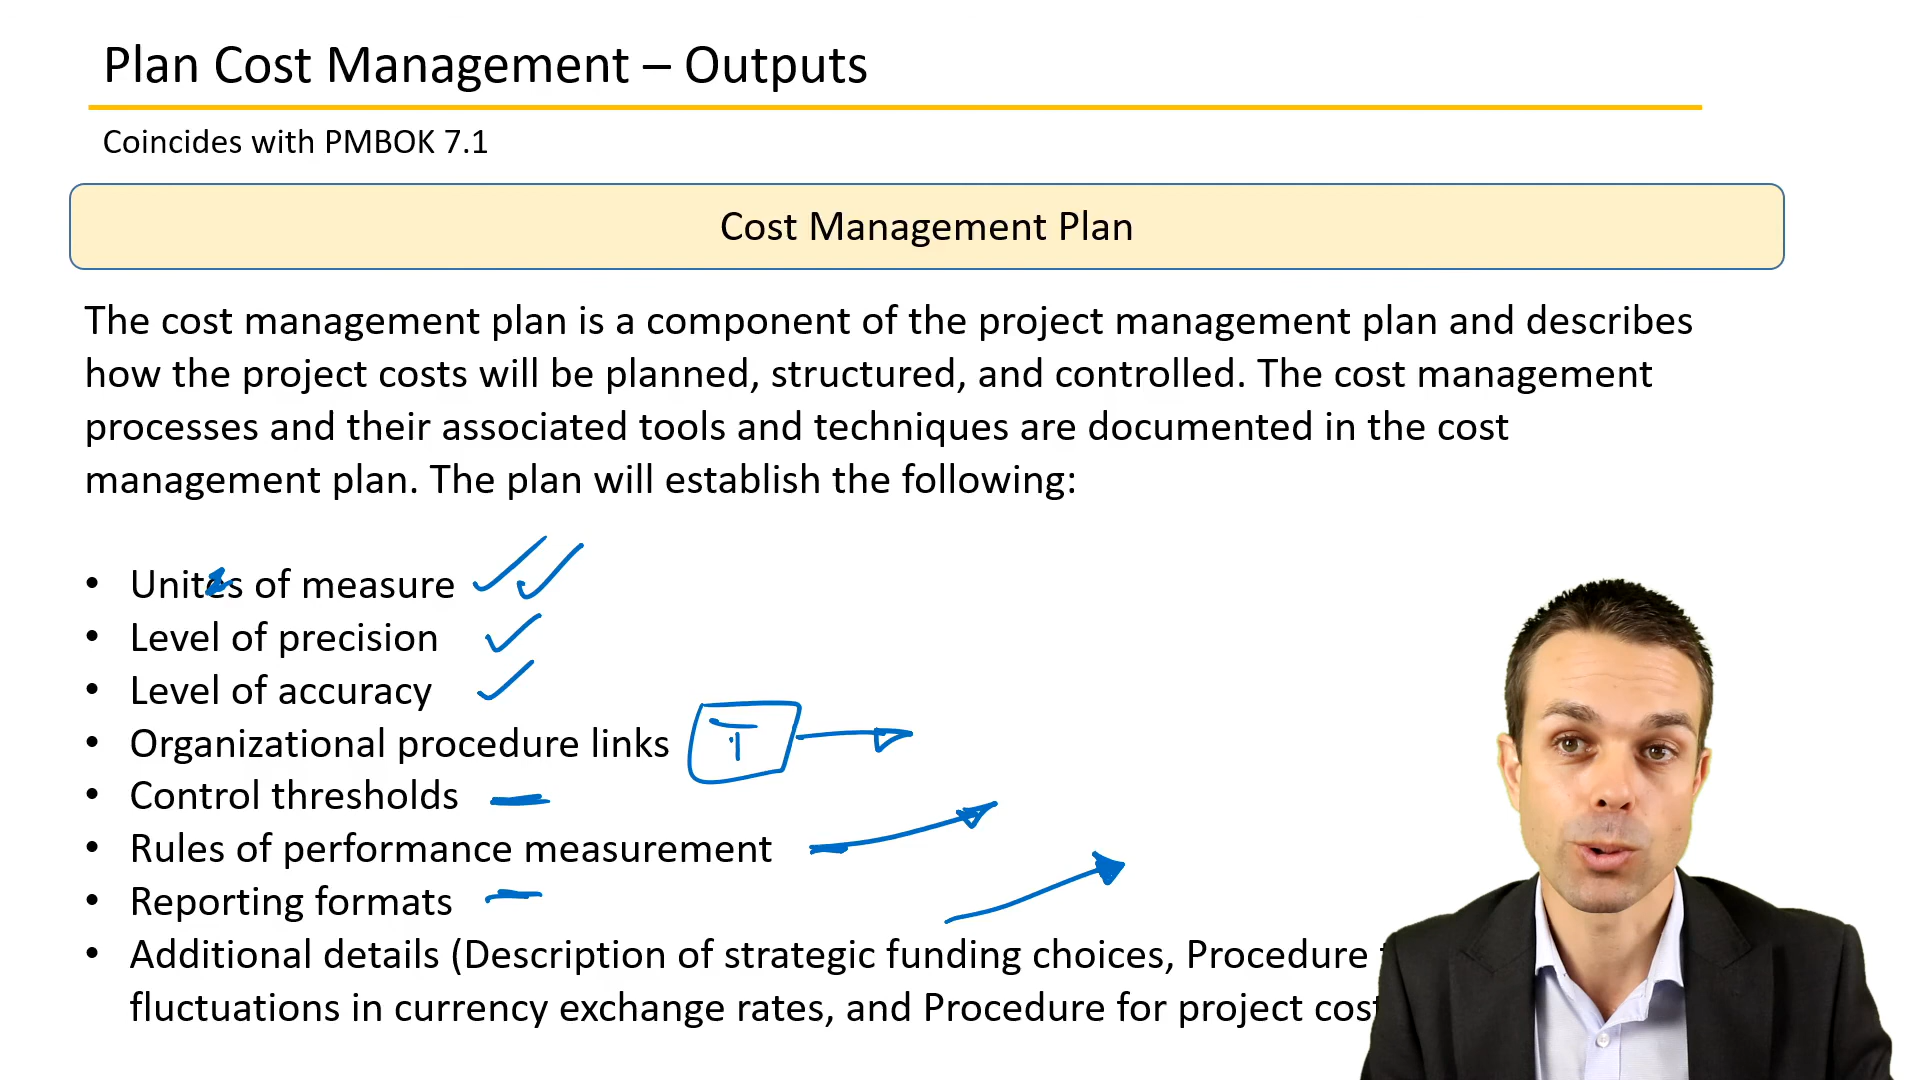 Plan Cost Management – Outputs
Coincides with PMBOK 7.1
Cost Management Plan
The cost management plan is a component of the project management plan and describes
how the project costs will be planned, structured, and controlled. The cost management
processes and their associated tools and techniques are documented in the cost
management plan. The plan will establish the following:
• Unites of measure
• Level of precision
• Level of accuracy
• Organizational procedure links
• Control thresholds
• Rules of performance measurement
• Reporting formats
• Additional details (Description of strategic funding choices, Procedure
fluctuations in currency exchange rates, and Procedure for project cost